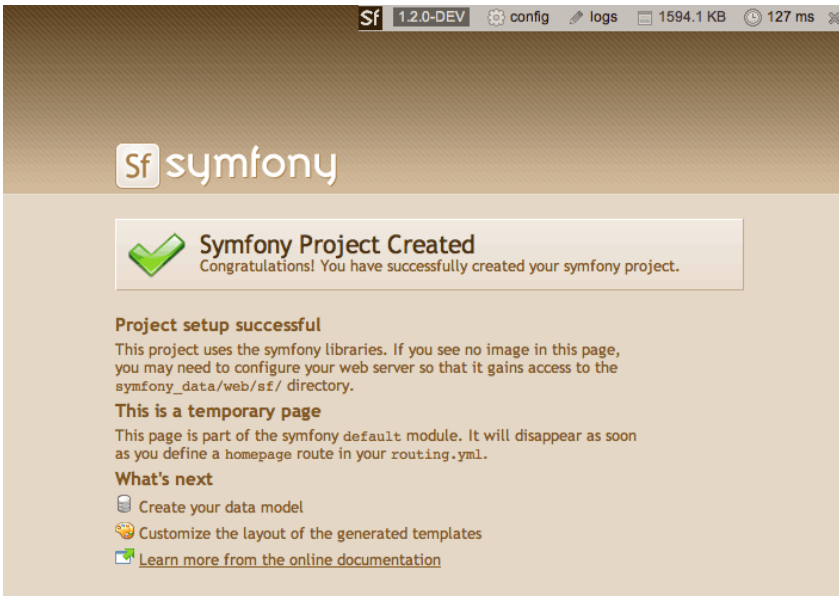 Sf 1.2.0-DEV config logs 1594.1 KB 127 ms
Sf symfony
Symfony Project Created
Congratulations! You have successfully created your symfony project.
Project setup successful
This project uses the symfony libraries. If you see no image in this page,
you may need to configure your web server so that it gains access to the
symfony_data/web/sf/ directory.
This is a temporary page
This page is part of the symfony default module. It will disappear as soon
as you define a homepage route in your routing.yml.
What's next
Create your data model
Customize the layout of the generated templates
Learn more from the online documentation